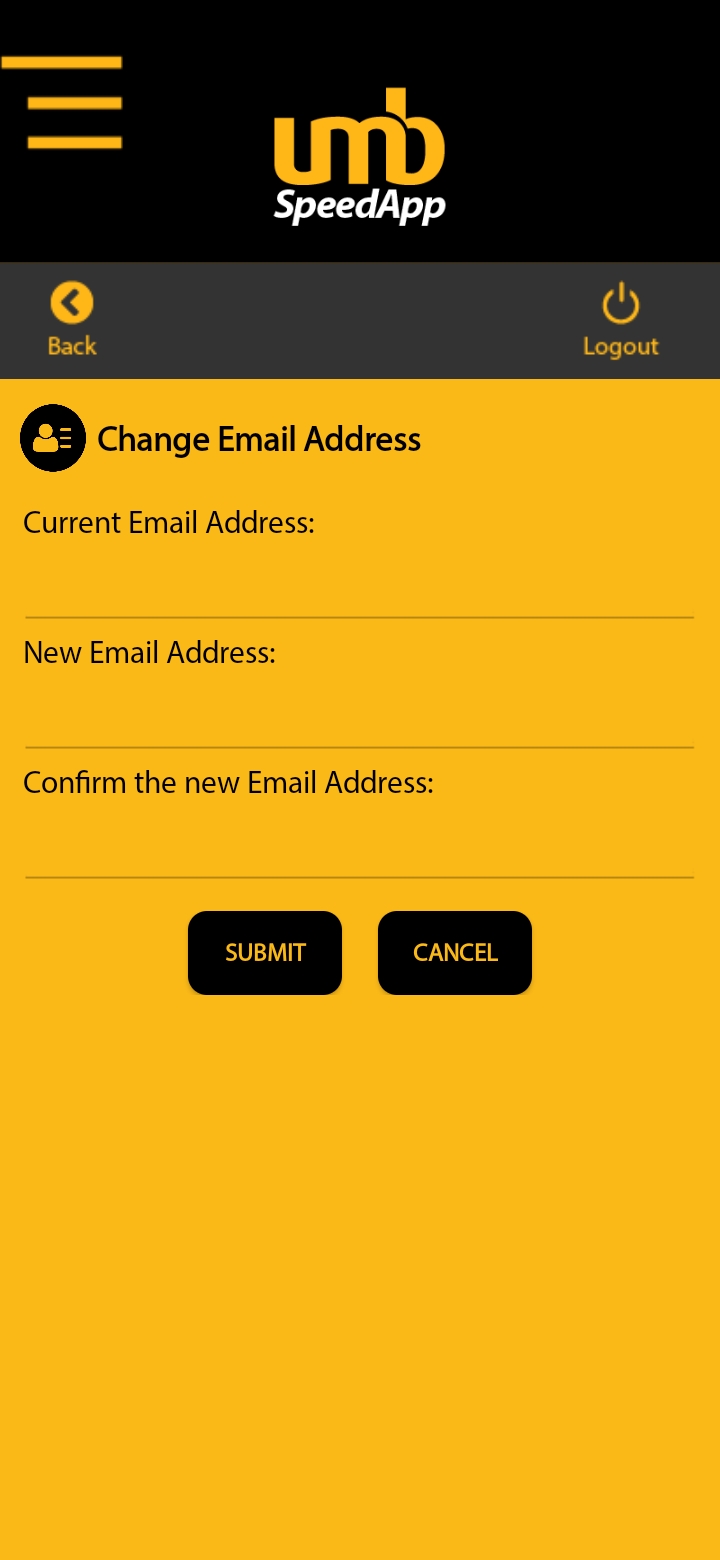 umb
SpeedApp
Back
Logout
Change Email Address
Current Email Address:
New Email Address:
Confirm the new Email Address:
SUBMIT
CANCEL